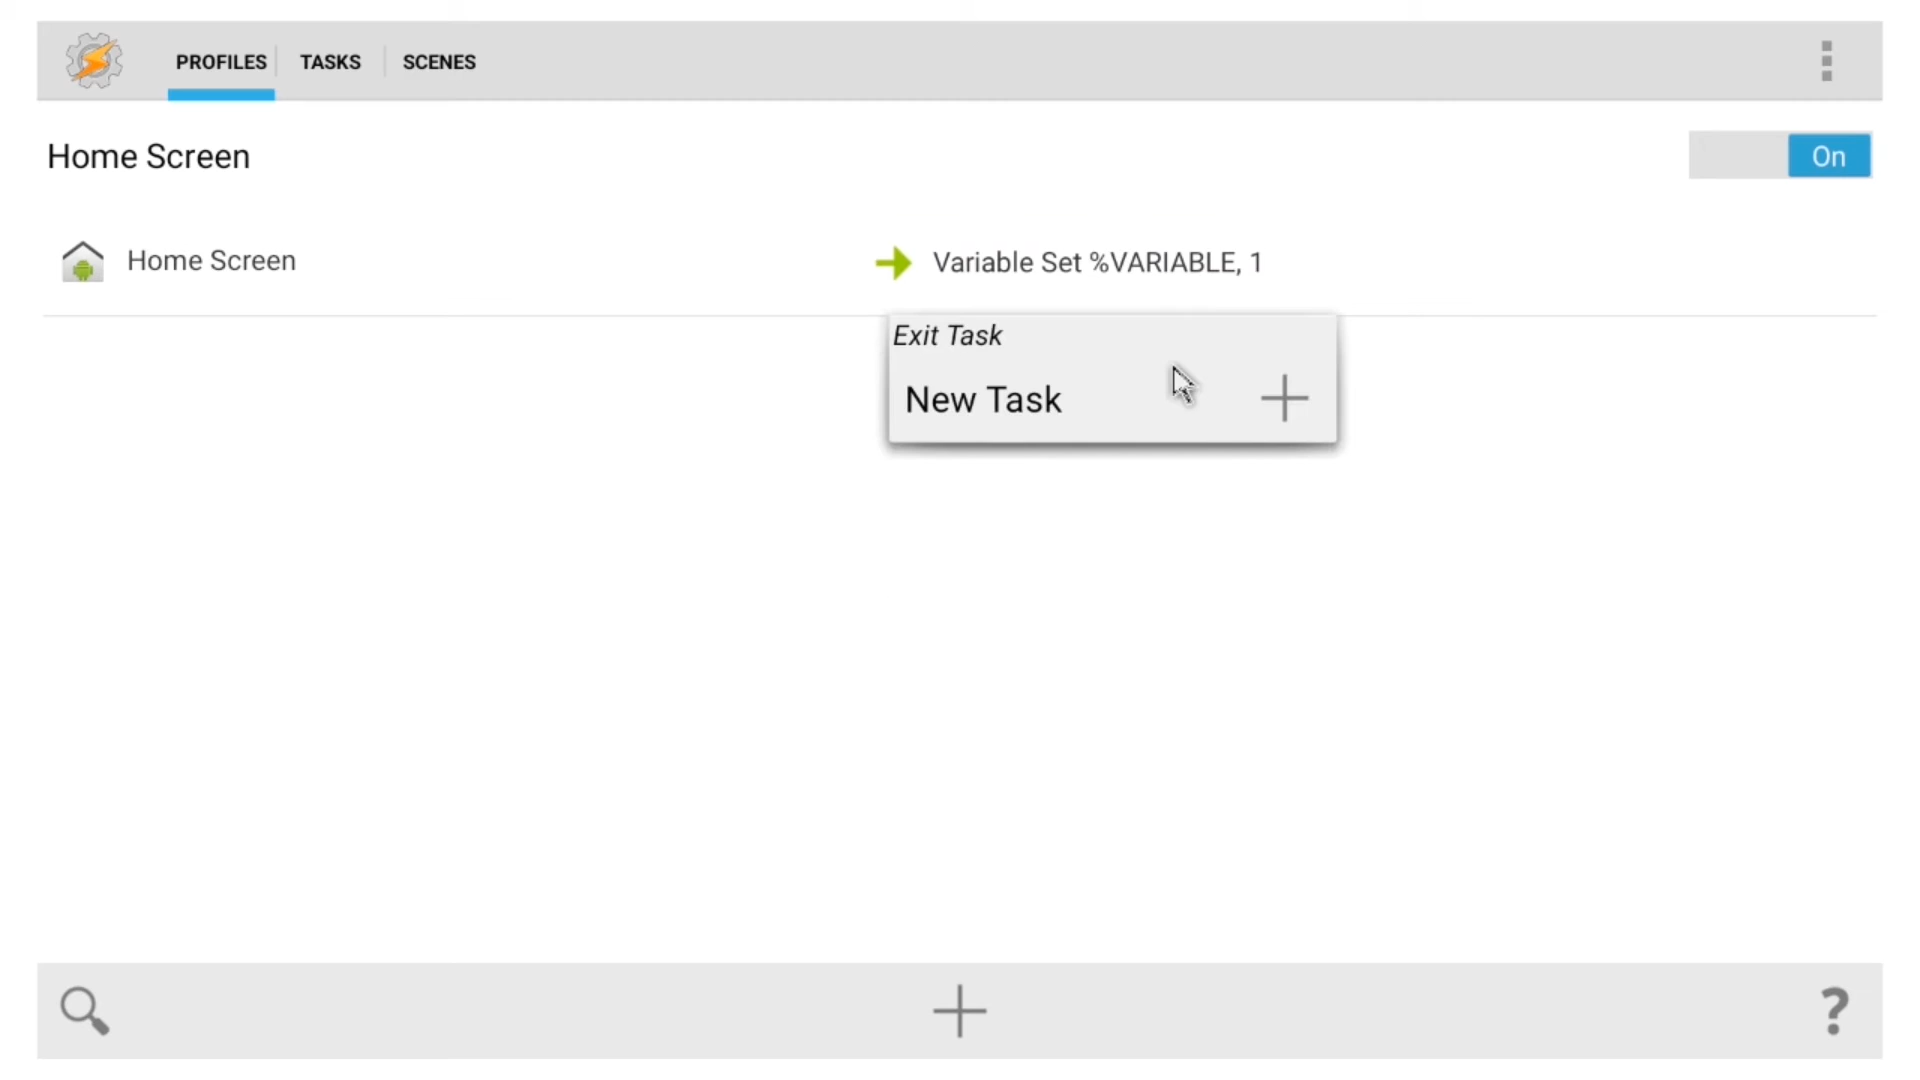 PROFILES
TASKS
SCENES
Home Screen
On
Home Screen
Variable Set %VARIABLE, 1
Exit Task
New Task
?